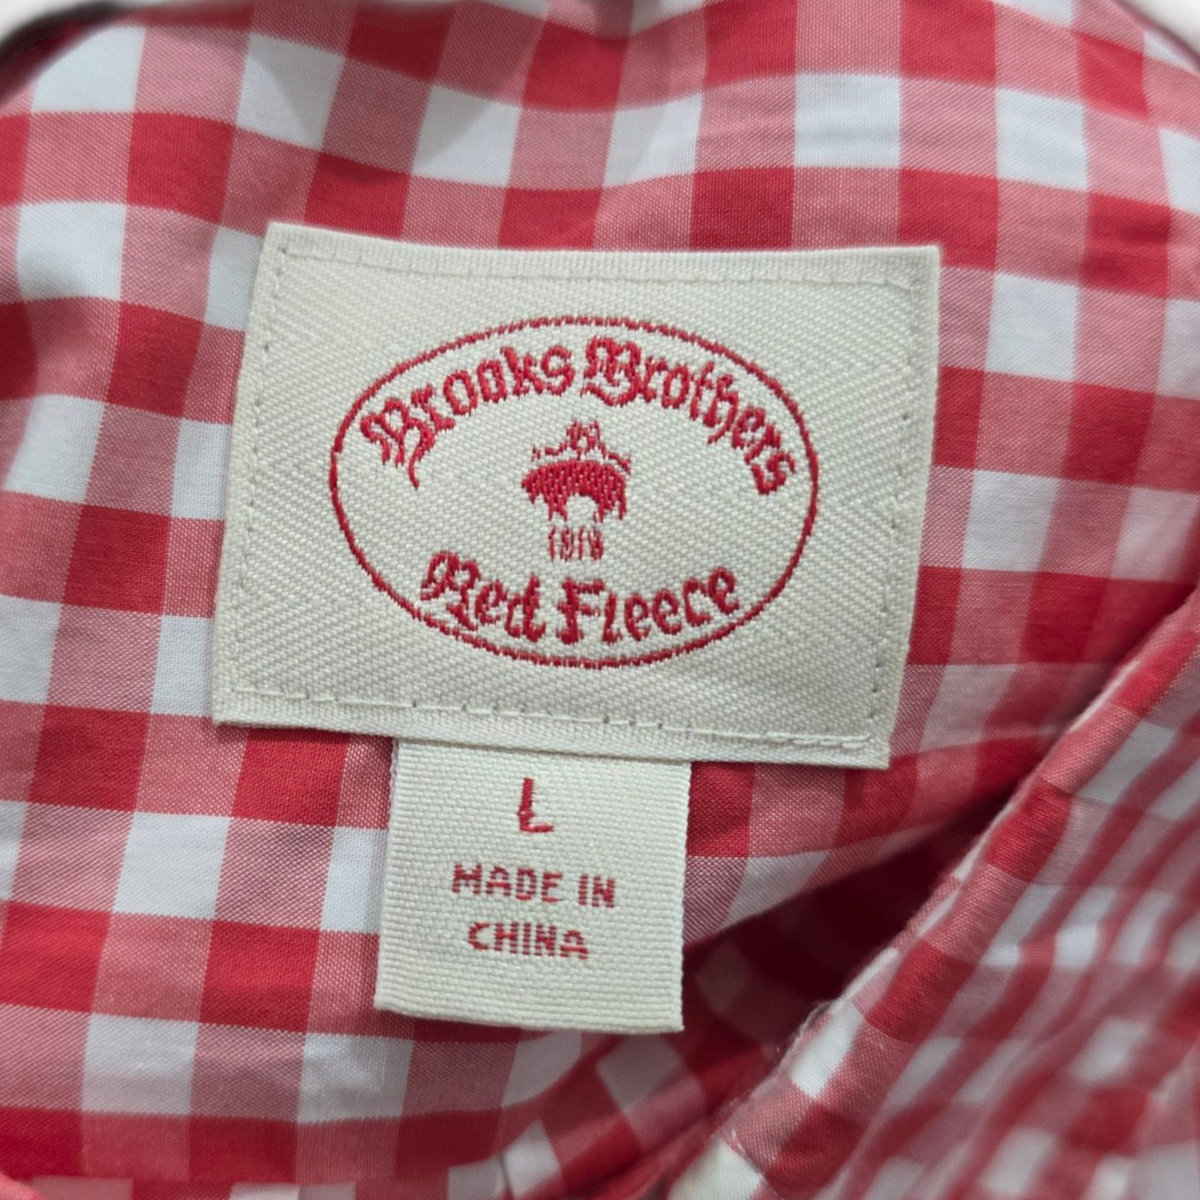 Brooks Brothers
1818
Red Fleece
L
MADE IN
CHINA